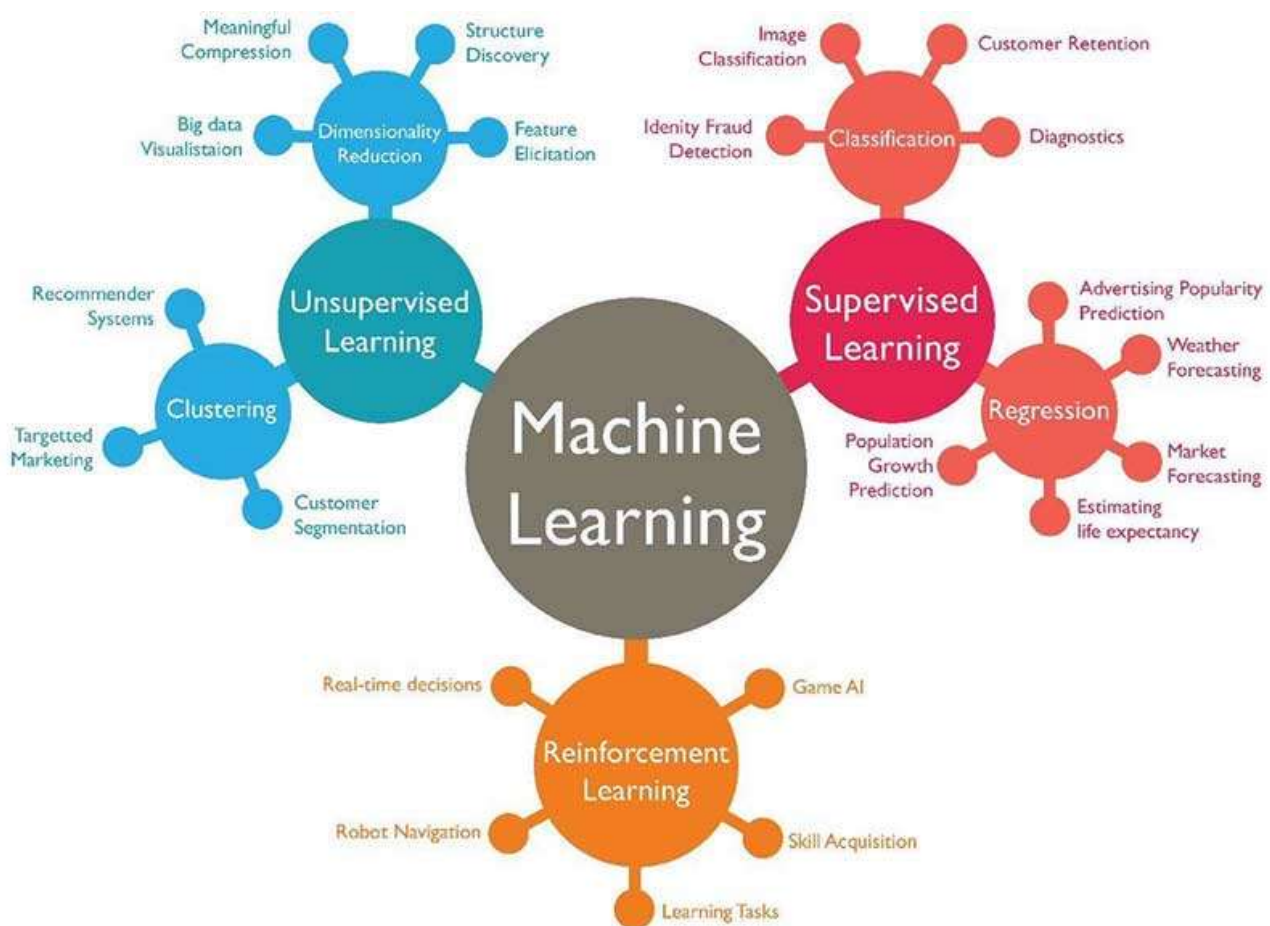 Meaningful
Compression
Structure
Discovery
Big data
Visualistaion
Dimensionality
Reduction
Feature
Elicitation
Image
Classification
Customer Retention
Idenity Fraud
Detection
Classification
Diagnostics
Unsupervised
Learning
Supervised
Learning
Recommender
Systems
Clustering
Targetted
Marketing
Customer
Segmentation
Machine
Learning
Advertising Popularity
Prediction
Weather
Forecasting
Regression
Population
Growth
Prediction
Market
Forecasting
Estimating
life expectancy
Real-time decisions
Game AI
Reinforcement
Learning
Robot Navigation
Skill Acquisition
Learning Tasks